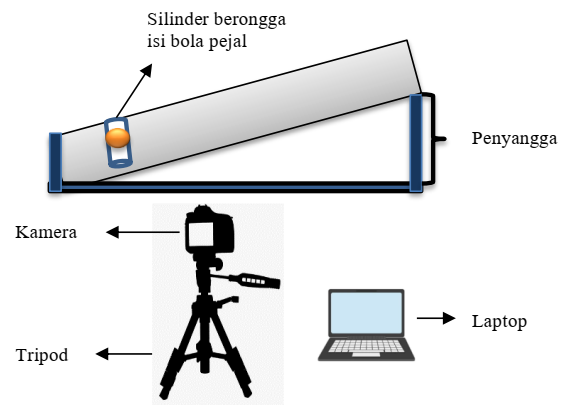 Silinder berongga
isi bola pejal
Penyangga
Kamera
Laptop
Tripod